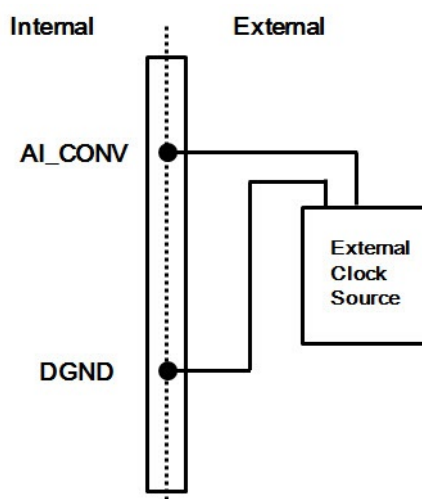 Internal External
AI_CONV
External
Clock
Source
DGND